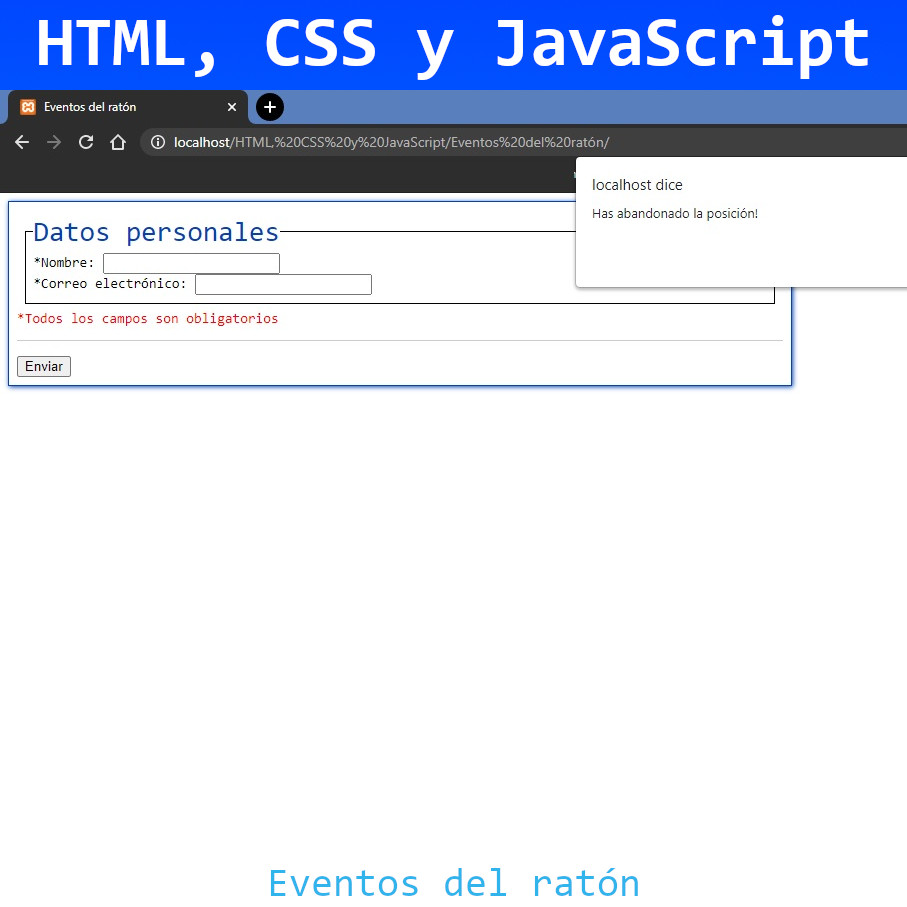 HTML, CSS y JavaScript
Eventos del ratón
localhost/HTML,%20CSS%20y%20JavaScript/Eventos%20del%20ratón/
localhost dice
Has abandonado la posición!
Datos personales
*Nombre:
*Correo electrónico:
*Todos los campos son obligatorios
Enviar
Eventos del ratón